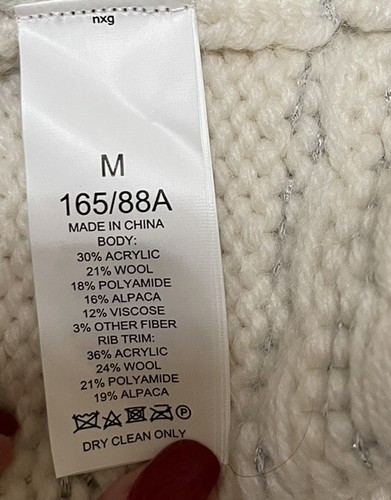 nxg
M
165/88A
MADE IN CHINA
BODY:
30% ACRYLIC
21% WOOL
18% POLYAMIDE
16% ALPACA
12% VISCOSE
3% OTHER FIBER
RIB TRIM:
36% ACRYLIC
24% WOOL
21% POLYAMIDE
19% ALPACA
P
DRY CLEAN ONLY